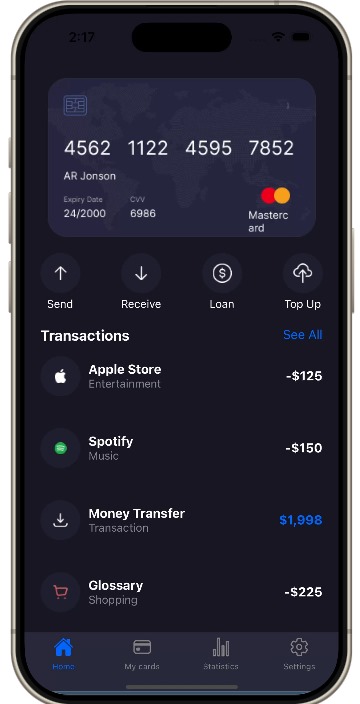 2:17
4562 1122 4595 7852
AR Jonson
Expiry Date CVV
24/2000 6986
Masterc
ard
Send Receive Loan Top Up
Transactions See All
Apple Store
Entertainment
-$125
Spotify
Music
-$150
Money Transfer
Transaction
$1,998
Glossary
Shopping
-$225
Home My cards Statistics Settings